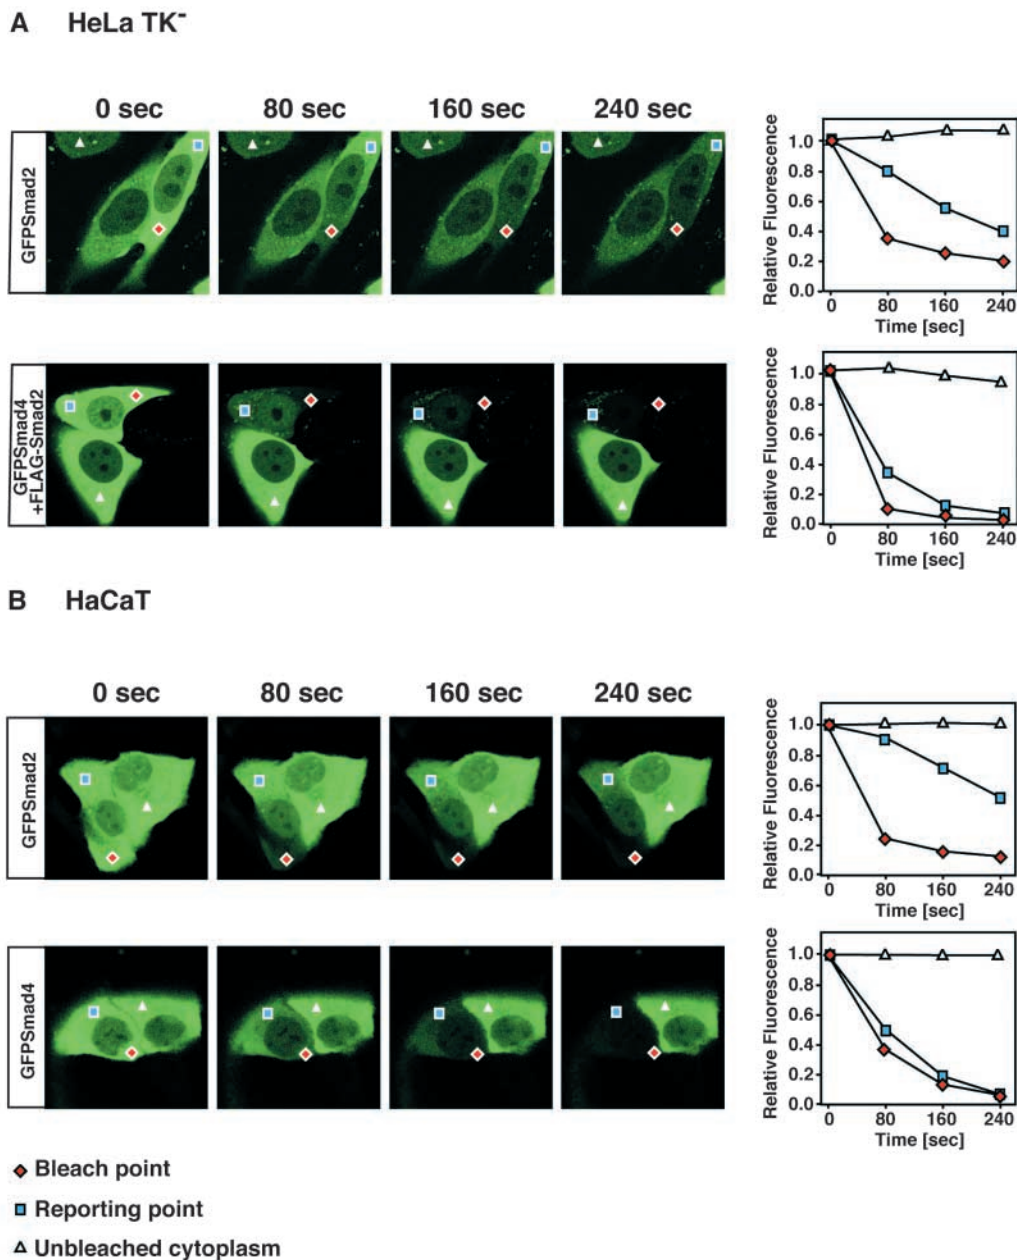 A HeLa TK-
0 sec 80 sec 160 sec 240 sec
GFPSmad2
Relative Fluorescence
1.0
0.8
0.6
0.4
0.2
0.0
0 80 160 240
Time [sec]
GFPSmad4
+FLAG-Smad2
Relative Fluorescence
1.0
0.8
0.6
0.4
0.2
0.0
0 80 160 240
Time [sec]
B HaCaT
0 sec 80 sec 160 sec 240 sec
GFPSmad2
Relative Fluorescence
1.0
0.8
0.6
0.4
0.2
0.0
0 80 160 240
Time [sec]
GFPSmad4
Relative Fluorescence
1.0
0.8
0.6
0.4
0.2
0.0
0 80 160 240
Time [sec]
Bleach point
Reporting point
Unbleached cytoplasm